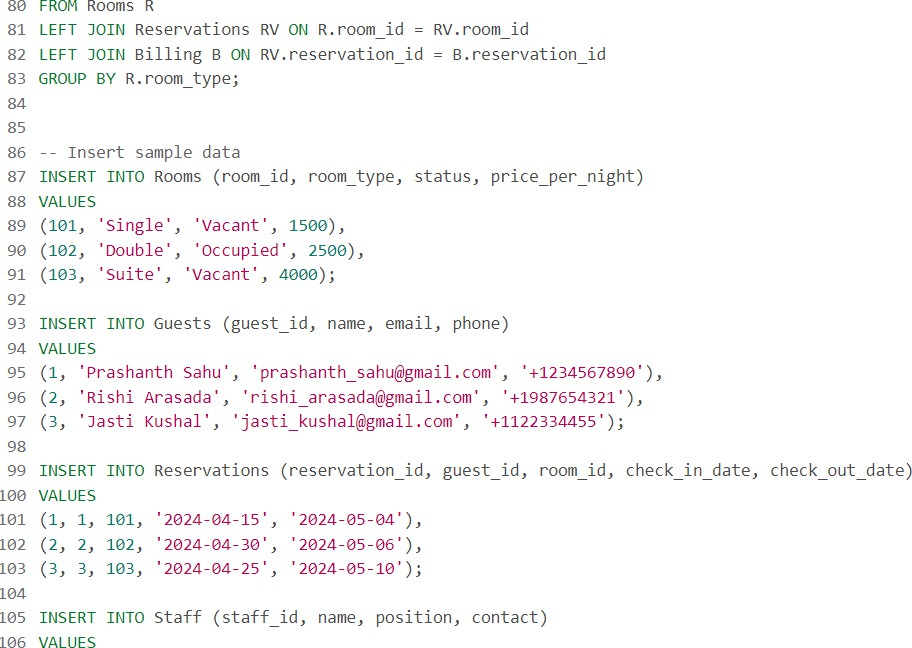 80 FROM Rooms R
81 LEFT JOIN Reservations RV ON R.room_id = RV.room_id
82 LEFT JOIN Billing B ON RV.reservation_id = B.reservation_id
83 GROUP BY R.room_type;
84
85
86 -- Insert sample data
87 INSERT INTO Rooms (room_id, room_type, status, price_per_night)
88 VALUES
89 (101, 'Single', 'Vacant', 1500),
90 (102, 'Double', 'Occupied', 2500),
91 (103, 'Suite', 'Vacant', 4000);
92
93 INSERT INTO Guests (guest_id, name, email, phone)
94 VALUES
95 (1, 'Prashanth Sahu', 'prashanth_sahu@gmail.com', '+1234567890'),
96 (2, 'Rishi Arasada', 'rishi_arasada@gmail.com', '+1987654321'),
97 (3, 'Jasti Kushal', 'jasti_kushal@gmail.com', '+1122334455');
98
99 INSERT INTO Reservations (reservation_id, guest_id, room_id, check_in_date, check_out_date)
100 VALUES
101 (1, 1, 101, '2024-04-15', '2024-05-04'),
102 (2, 2, 102, '2024-04-30', '2024-05-06'),
103 (3, 3, 103, '2024-04-25', '2024-05-10');
104
105 INSERT INTO Staff (staff_id, name, position, contact)
106 VALUES